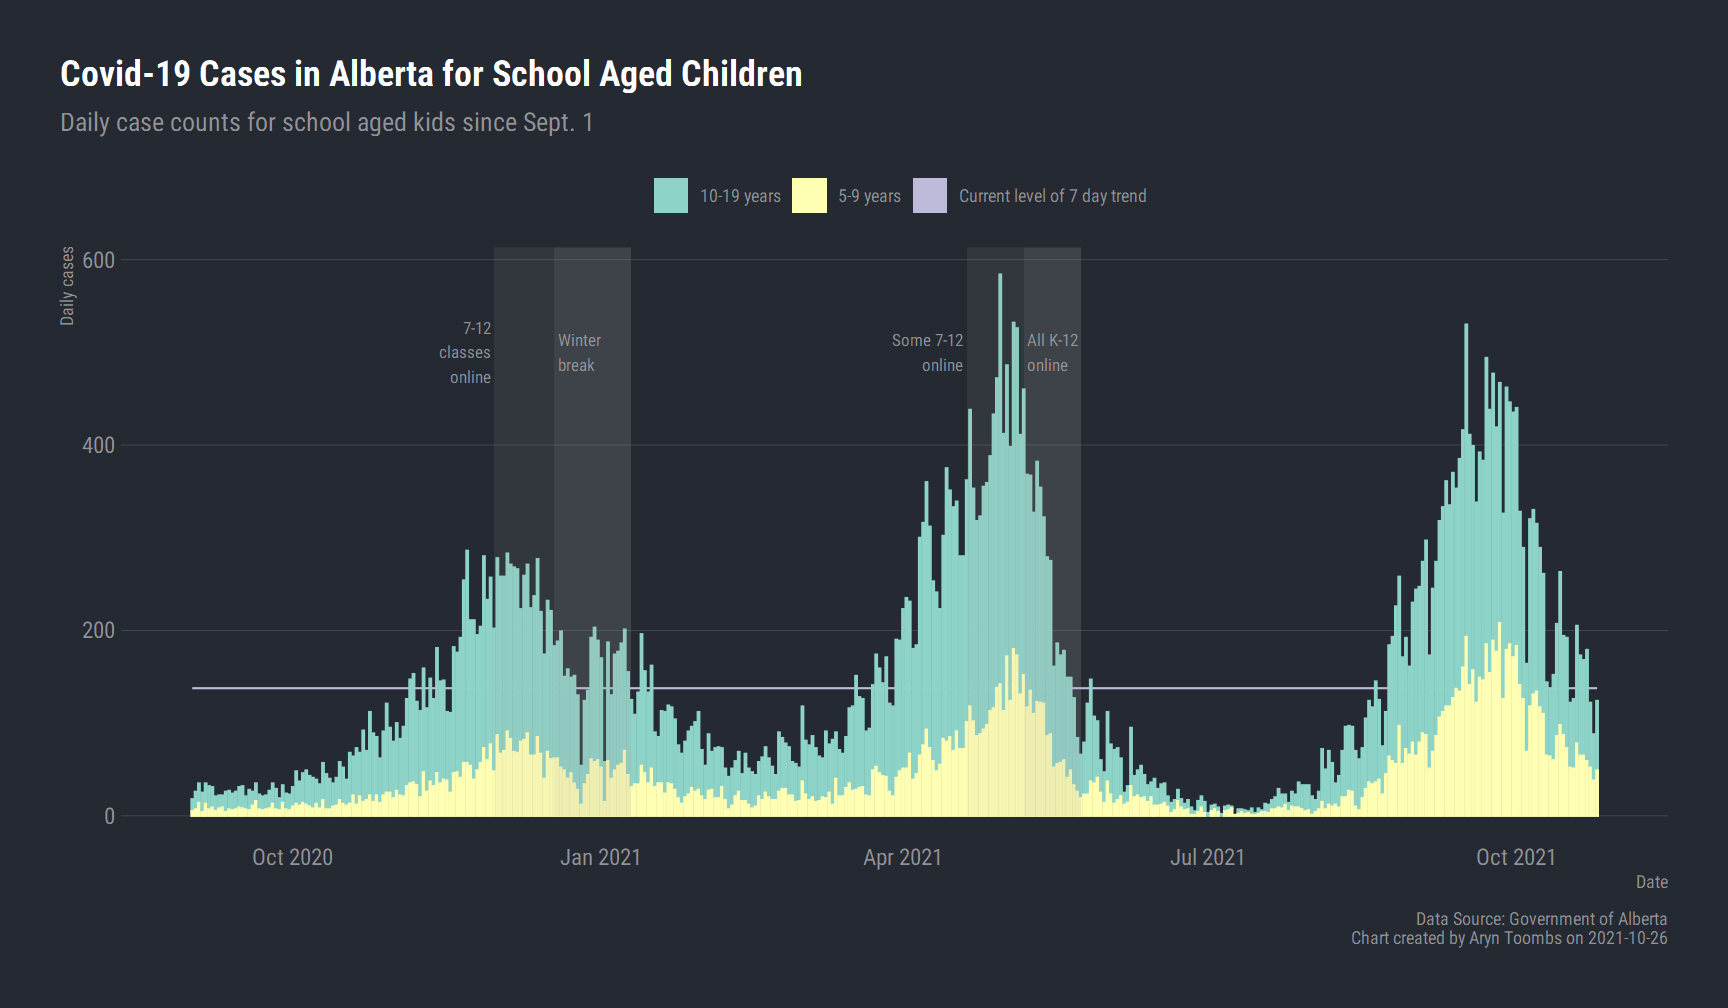 Covid-19 Cases in Alberta for School Aged Children
Daily case counts for school aged kids since Sept. 1
10-19 years
5-9 years
Current level of 7 day trend
Daily cases
600
400
200
0
7-12
classes
online
Winter
break
Some 7-12
online
All K-12
online
Oct 2020
Jan 2021
Apr 2021
Jul 2021
Oct 2021
Date
Data Source: Government of Alberta
Chart created by Aryn Toombs on 2021-10-26